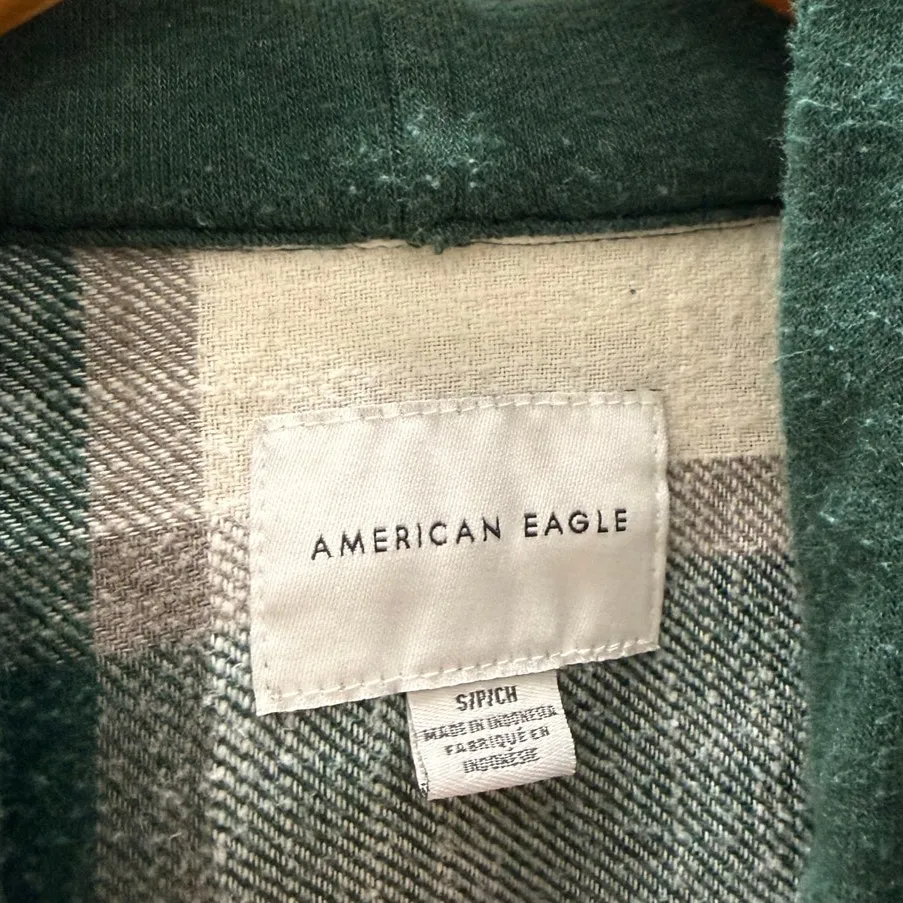 AMERICAN EAGLE
S/P/CH
MADE IN INDONESIA
FABRIQUÉ EN
INDONÉSIE